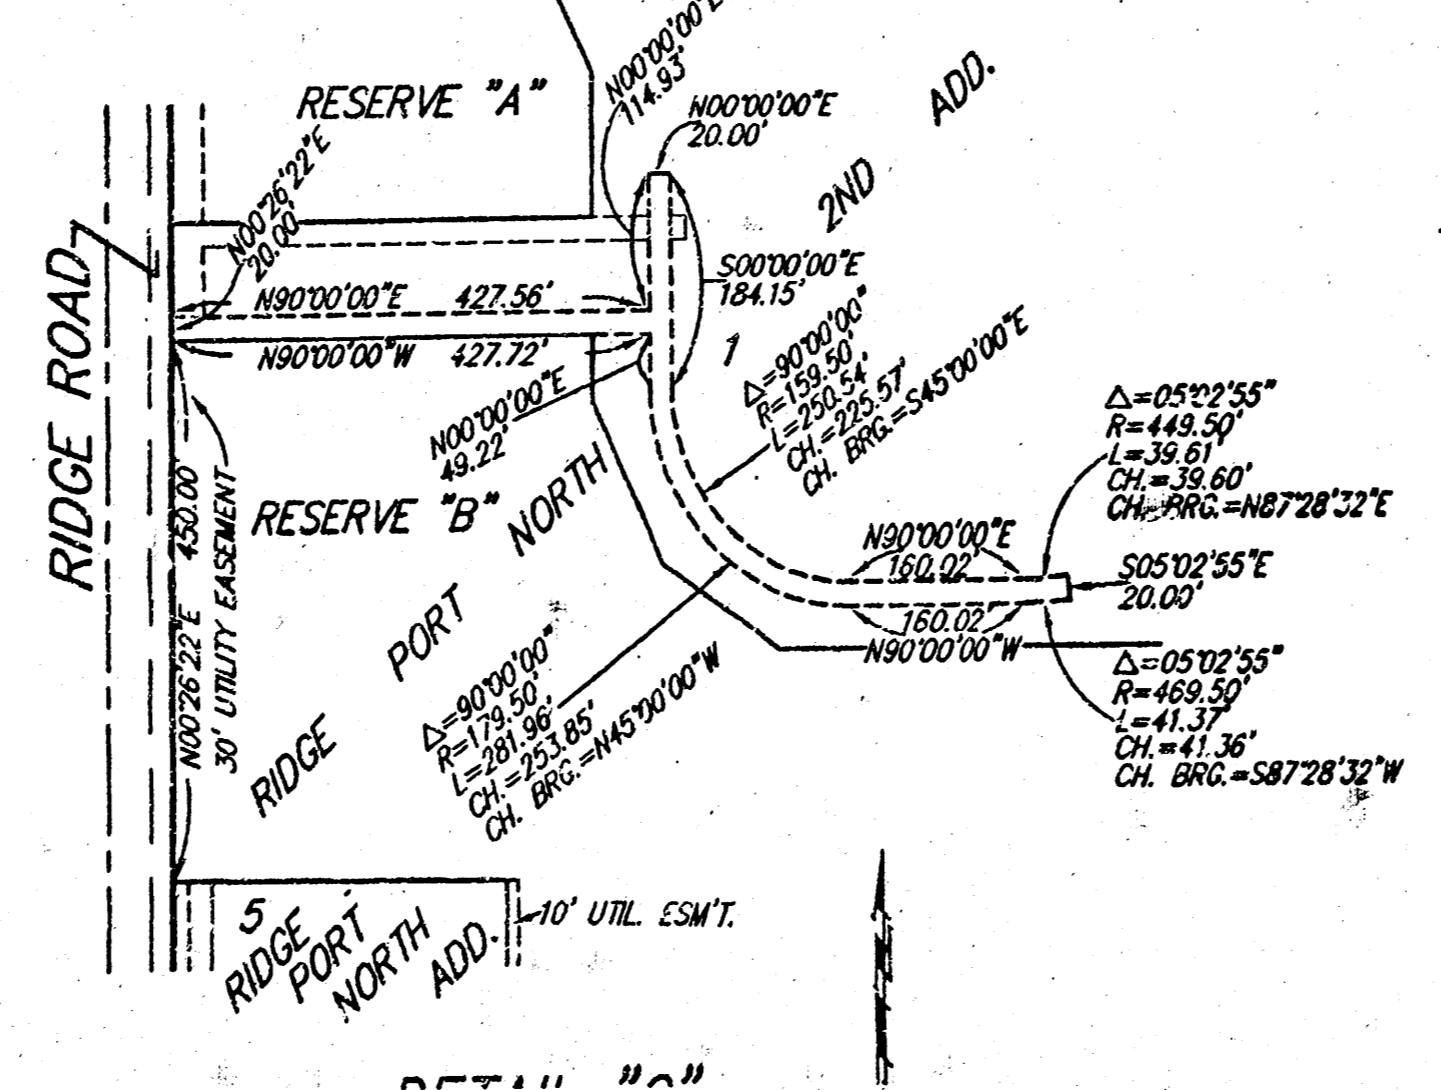 RESERVE "A"
N00°00'00"E
114.93'
N00°00'00"E
20.00'
2ND ADD.
RIDGE ROAD
N00°26'22"E
20.00'
N90°00'00"E 427.56'
N90°00'00"W 427.72'
S00°00'00"E
184.15'
1
N00°00'00"E
49.22'
Δ=90°00'00"
R=159.50'
L=250.54'
CH.=225.57'
CH. BRG.=S45°00'00"E
Δ=05°02'55"
R=449.50'
L=39.61'
CH.=39.60'
CH. BRG.=N87°28'32"E
RESERVE "B"
N90°00'00"E
160.02'
S05°02'55"E
20.00'
160.02'
N90°00'00"W
Δ=05°02'55"
R=469.50'
L=41.37'
CH.=41.36'
CH. BRG.=S87°28'32"W
N00°26'22"E 450.00
30' UTILITY EASEMENT
RIDGE PORT NORTH
Δ=90°00'00"
R=179.50'
L=281.96'
CH.=253.85'
CH. BRG.=N45°00'00"W
5
RIDGE
PORT
NORTH
ADD.
10' UTIL. ESM'T.